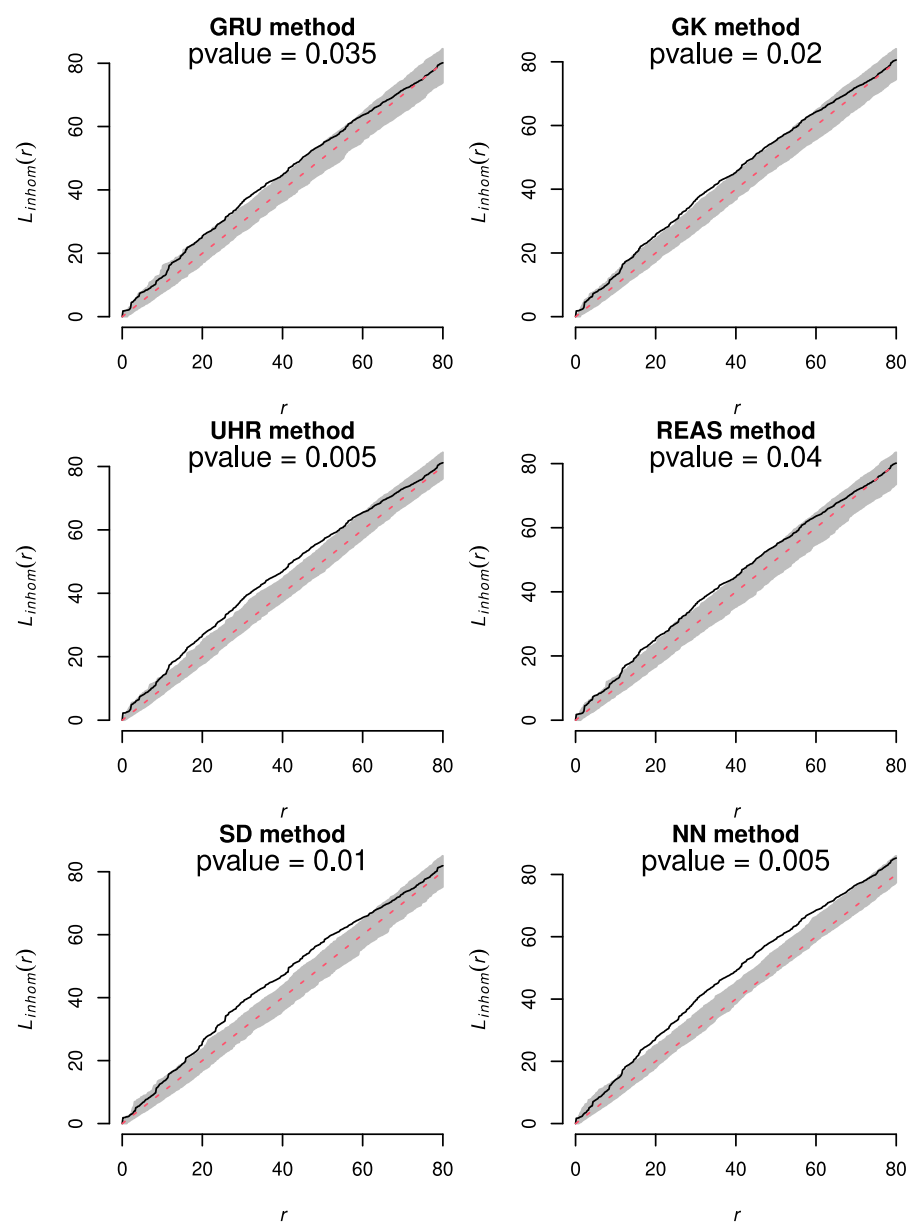 GRU method
pvalue = 0.035
L_inhom(r)
80
60
40
20
0
0 20 40 60 80
r
GK method
pvalue = 0.02
L_inhom(r)
80
60
40
20
0
0 20 40 60 80
r
UHR method
pvalue = 0.005
L_inhom(r)
80
60
40
20
0
0 20 40 60 80
r
REAS method
pvalue = 0.04
L_inhom(r)
80
60
40
20
0
0 20 40 60 80
r
SD method
pvalue = 0.01
L_inhom(r)
80
60
40
20
0
0 20 40 60 80
r
NN method
pvalue = 0.005
L_inhom(r)
80
60
40
20
0
0 20 40 60 80
r